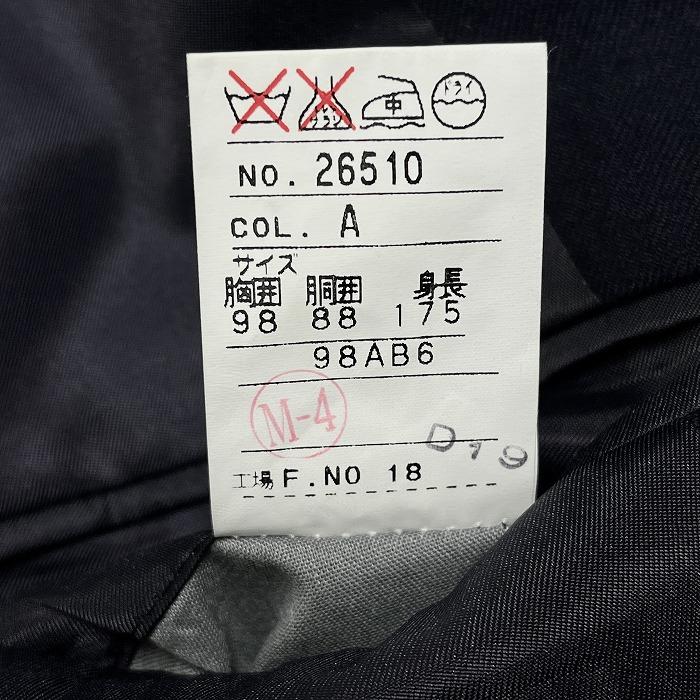 中 ドライ
NO. 26510
COL. A
サイズ
胸囲 胴囲 身長
98 88 175
98AB6
M-4
D19
工場 F.NO 18